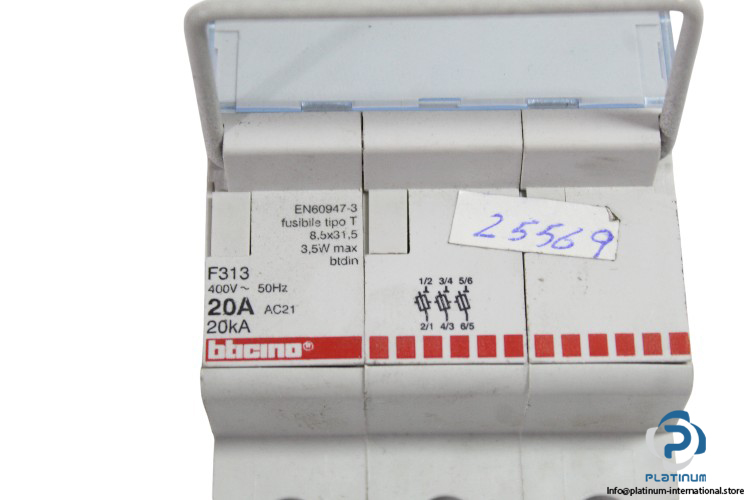 EN60947-3
fusibile tipo T
8,5x31,5
3,5W max
btdin
F313
400V~ 50Hz
20A AC21
20kA
bticino
1/2 3/4 5/6
2/1 4/3 6/5
25569
PLATINUM
Info@platinum-international.store